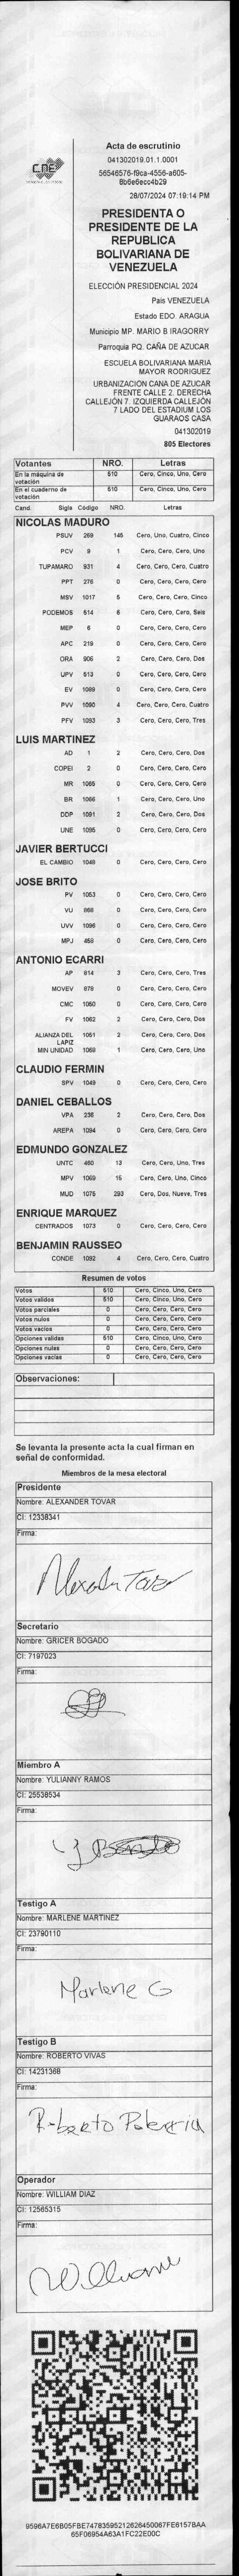 CNE
Acta de escrutinio
041302019.01.1.0001
56546576-f9ca-4556-a605-
8b6e6ecc4b29
28/07/2024 07:19:14 PM
PRESIDENTA O
PRESIDENTE DE LA
REPUBLICA
BOLIVARIANA DE
VENEZUELA
ELECCIÓN PRESIDENCIAL 2024
Pais VENEZUELA
Estado EDO. ARAGUA
Municipio MP. MARIO B IRAGORRY
Parroquia PQ. CAÑA DE AZUCAR
ESCUELA BOLIVARIANA MARIA
MAYOR RODRIGUEZ
URBANIZACION CANA DE AZUCAR
FRENTE CALLE 2. DERECHA
CALLEJÓN 7. IZQUIERDA CALLEJÓN
7 LADO DEL ESTADIUM LOS
GUARAOS CASA
041302019
805 Electores
Votantes NRO. Letras
En la máquina de votación 510 Cero, Cinco, Uno, Cero
En el cuaderno de votación 510 Cero, Cinco, Uno, Cero
Cand. Sigla Código NRO. Letras
NICOLAS MADURO
PSUV 269 145 Cero, Uno, Cuatro, Cinco
PCV 9 1 Cero, Cero, Cero, Uno
TUPAMARO 931 4 Cero, Cero, Cero, Cuatro
PPT 276 0 Cero, Cero, Cero, Cero
MSV 1017 5 Cero, Cero, Cero, Cinco
PODEMOS 514 6 Cero, Cero, Cero, Seis
MEP 6 0 Cero, Cero, Cero, Cero
APC 219 0 Cero, Cero, Cero, Cero
ORA 906 2 Cero, Cero, Cero, Dos
UPV 513 0 Cero, Cero, Cero, Cero
EV 1089 0 Cero, Cero, Cero, Cero
PVV 1090 4 Cero, Cero, Cero, Cuatro
PFV 1093 3 Cero, Cero, Cero, Tres
LUIS MARTINEZ
AD 1 2 Cero, Cero, Cero, Dos
COPEI 2 0 Cero, Cero, Cero, Cero
MR 1065 0 Cero, Cero, Cero, Cero
BR 1066 1 Cero, Cero, Cero, Uno
DDP 1091 2 Cero, Cero, Cero, Dos
UNE 1095 0 Cero, Cero, Cero, Cero
JAVIER BERTUCCI
EL CAMBIO 1048 0 Cero, Cero, Cero, Cero
JOSE BRITO
PV 1053 0 Cero, Cero, Cero, Cero
VU 868 0 Cero, Cero, Cero, Cero
UVV 1096 0 Cero, Cero, Cero, Cero
MPJ 459 0 Cero, Cero, Cero, Cero
ANTONIO ECARRI
AP 814 3 Cero, Cero, Cero, Tres
MOVEV 878 0 Cero, Cero, Cero, Cero
CMC 1050 0 Cero, Cero, Cero, Cero
FV 1062 2 Cero, Cero, Cero, Dos
ALIANZA DEL LAPIZ 1051 2 Cero, Cero, Cero, Dos
MIN UNIDAD 1068 1 Cero, Cero, Cero, Uno
CLAUDIO FERMIN
SPV 1049 0 Cero, Cero, Cero, Cero
DANIEL CEBALLOS
VPA 236 2 Cero, Cero, Cero, Dos
AREPA 1084 0 Cero, Cero, Cero, Cero
EDMUNDO GONZALEZ
UNTC 480 13 Cero, Cero, Uno, Tres
MPV 1069 15 Cero, Cero, Uno, Cinco
MUD 1075 293 Cero, Dos, Nueve, Tres
ENRIQUE MARQUEZ
CENTRADOS 1073 0 Cero, Cero, Cero, Cero
BENJAMIN RAUSSEO
CONDE 1092 4 Cero, Cero, Cero, Cuatro
Resumen de votos
Votos 510 Cero, Cinco, Uno, Cero
Votos validos 510 Cero, Cinco, Uno, Cero
Votos parciales 0 Cero, Cero, Cero, Cero
Votos nulos 0 Cero, Cero, Cero, Cero
Votos vacios 0 Cero, Cero, Cero, Cero
Opciones validas 510 Cero, Cinco, Uno, Cero
Opciones nulas 0 Cero, Cero, Cero, Cero
Opciones vacias 0 Cero, Cero, Cero, Cero
Observaciones:
Se levanta la presente acta la cual firman en
señal de conformidad.
Miembros de la mesa electoral
Presidente
Nombre: ALEXANDER TOVAR
CI: 12338341
Firma:
Alexander Tovar
Secretario
Nombre: GRICER BOGADO
CI: 7197023
Firma:
Miembro A
Nombre: YULIANNY RAMOS
CI: 25538534
Firma:
Testigo A
Nombre: MARLENE MARTINEZ
CI: 23790110
Firma:
Marlene G
Testigo B
Nombre: ROBERTO VIVAS
CI: 14231368
Firma:
Roberto
Operador
Nombre: WILLIAM DIAZ
CI: 12565315
Firma:
William
9596A7E6B05FBE74783595212626450067FE6157BAA
65F06954A63A1FC22E00C